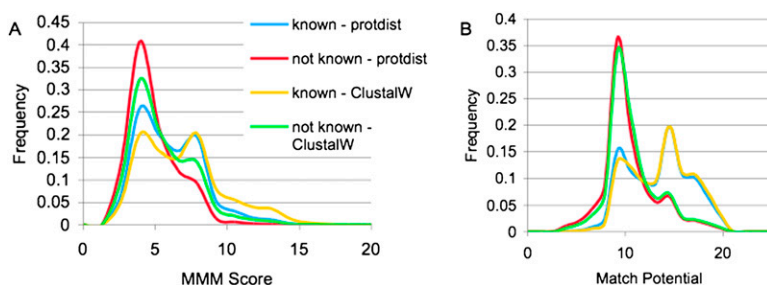 A
0.45
0.4
0.35
0.3
0.25
0.2
0.15
0.1
0.05
0
Frequency
0 5 10 15 20
MMM Score
known - protdist
not known - protdist
known - ClustalW
not known -
ClustalW
B
0.4
0.35
0.3
0.25
0.2
0.15
0.1
0.05
0
Frequency
0 10 20
Match Potential